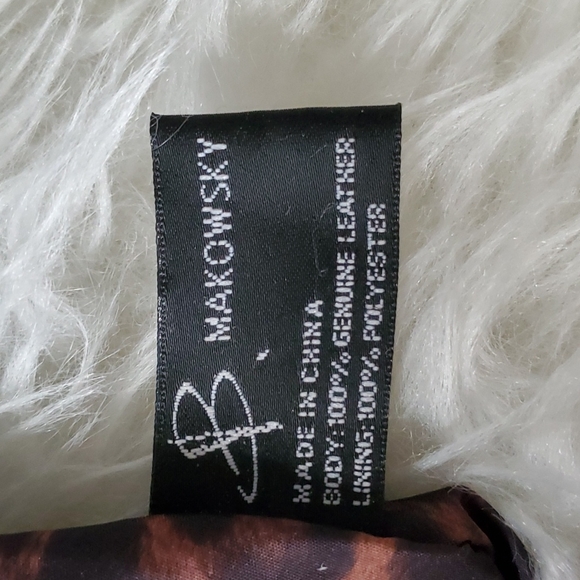 B.
MAKOWSKY
MADE IN CHINA
BODY:100% GENUINE LEATHER
LINING:100% POLYESTER